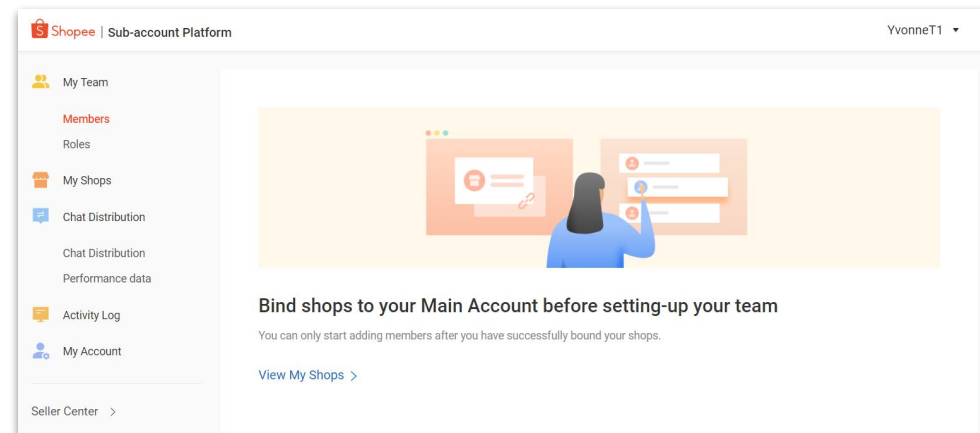 Shopee | Sub-account Platform
YvonneT1
My Team
Members
Roles
My Shops
Chat Distribution
Chat Distribution
Performance data
Activity Log
My Account
Seller Center >
Bind shops to your Main Account before setting-up your team
You can only start adding members after you have successfully bound your shops.
View My Shops >